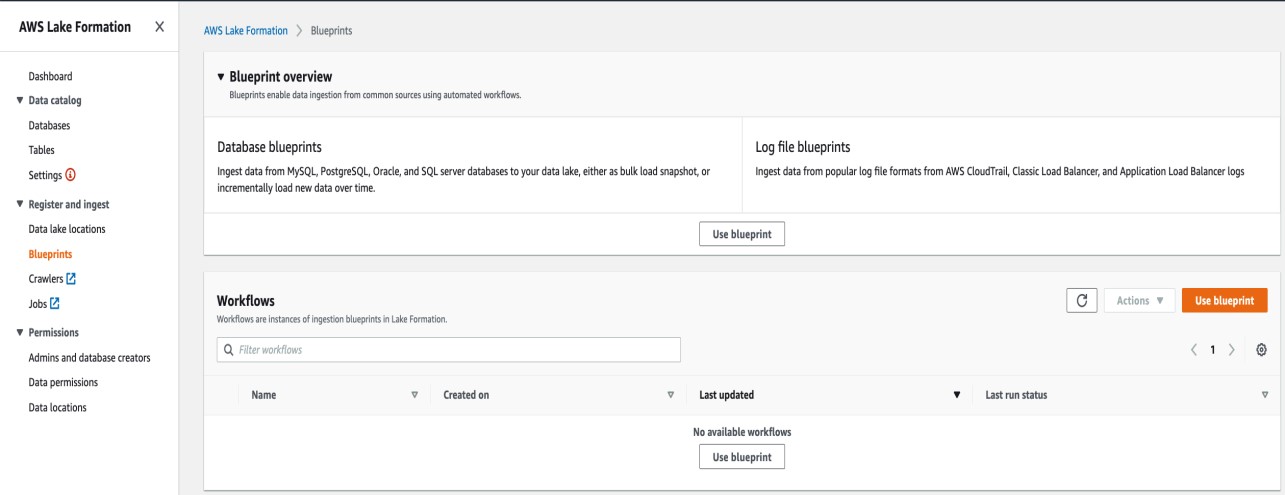 AWS Lake Formation X
Dashboard
Data catalog
Databases
Tables
Settings
Register and ingest
Data lake locations
Blueprints
Crawlers
Jobs
Permissions
Admins and database creators
Data permissions
Data locations
AWS Lake Formation > Blueprints
Blueprint overview
Blueprints enable data ingestion from common sources using automated workflows.
Database blueprints
Ingest data from MySQL, PostgreSQL, Oracle, and SQL server databases to your data lake, either as bulk load snapshot, or
incrementally load new data over time.
Log file blueprints
Ingest data from popular log file formats from AWS CloudTrail, Classic Load Balancer, and Application Load Balancer logs
Use blueprint
Workflows
Workflows are instances of ingestion blueprints in Lake Formation.
Actions
Use blueprint
Filter workflows
< 1 >
Name Created on Last updated Last run status
No available workflows
Use blueprint